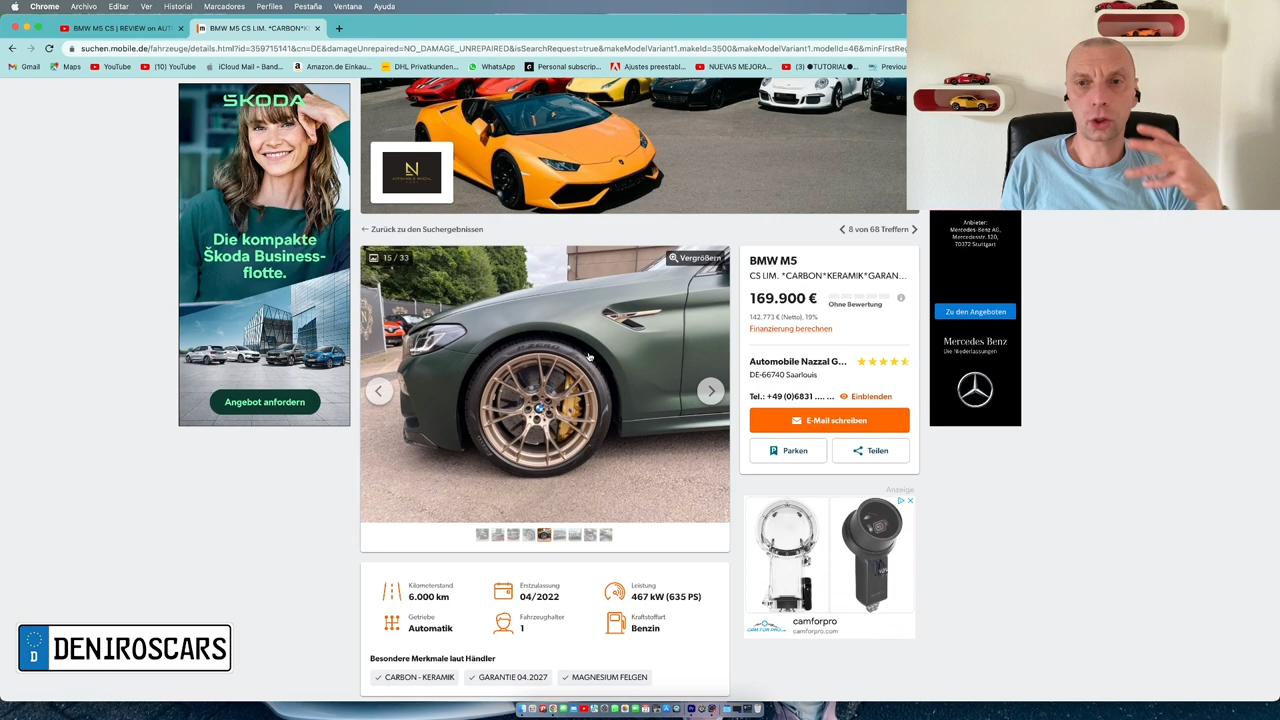 Chrome Archivo Editar Ver Historial Marcadores Perfiles Pestaña Ventana Ayuda
BMW M5 CS | REVIEW on AUT
BMW M5 CS LIM. *CARBON*K
suchen.mobile.de/fahrzeuge/details.html?id=359715141&cn=DE&damageUnrepaired=NO_DAMAGE_UNREPAIRED&isSearchRequest=true&makeModelVariant1.makeId=3500&makeModelVariant1.modelId=46&minFirstReg
Gmail Maps YouTube (10) YouTube iCloud Mail – Band... Amazon.de Einkau... DHL Privatkunden... WhatsApp Personal subscrip... Ajustes preestabl... NUEVAS MEJORA... (3) ●TUTORIAL●... Previous
ŠKODA
Die kompakte
Škoda Business-
flotte.
Angebot anfordern
N
← Zurück zu den Suchergebnissen
8 von 68 Treffern
15 / 33
Vergrößern
BMW M5
CS LIM. *CARBON*KERAMIK*GARAN...
169.900 €
Ohne Bewertung
142.773 € (Netto), 19%
Finanzierung berechnen
Automobile Nazzal G...
DE-66740 Saarlouis
Tel.: +49 (0)6831 .... ... Einblenden
E-Mail schreiben
Parken
Teilen
Anzeige
camforpro
camforpro.com
Anbieter:
Mercedes-Benz AG,
Mercedesstr. 120,
70372 Stuttgart
Zu den Angeboten
Mercedes Benz
Die Niederlassungen
Kilometerstand
6.000 km
Erstzulassung
04/2022
Leistung
467 kW (635 PS)
Getriebe
Automatik
Fahrzeughalter
1
Kraftstoffart
Benzin
Besondere Merkmale laut Händler
CARBON - KERAMIK
GARANTIE 04.2027
MAGNESIUM FELGEN
D
DENIROSCARS